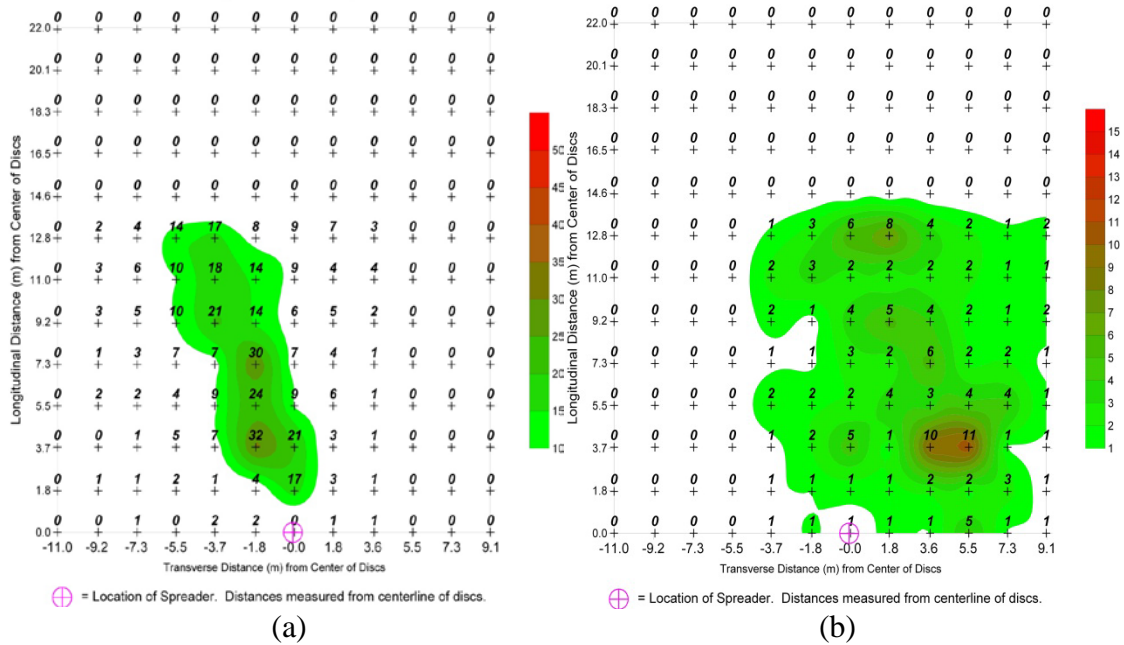 Longitudinal Distance (m) from Center of Discs
0 0 0 0 0 0 0 0 0 0 0 0
22.0
0 0 0 0 0 0 0 0 0 0 0 0
20.1
0 0 0 0 0 0 0 0 0 0 0 0
18.3
0 0 0 0 0 0 0 0 0 0 0 0
16.5
0 0 0 0 0 0 0 0 0 0 0 0
14.6
0 2 4 14 17 8 9 7 3 0 0 0
12.8
0 3 6 10 18 14 9 4 4 0 0 0
11.0
0 3 5 10 21 14 6 5 2 0 0 0
9.2
0 1 3 7 7 30 7 4 1 0 0 0
7.3
0 2 2 4 9 24 9 6 1 0 0 0
5.5
0 0 1 5 7 32 21 3 1 0 0 0
3.7
0 1 1 2 1 4 17 3 1 0 0 0
1.8
0 0 1 0 2 2 0 1 1 0 0 0
0.0
-11.0 -9.2 -7.3 -5.5 -3.7 -1.8 -0.0 1.8 3.6 5.5 7.3 9.1
Transverse Distance (m) from Center of Discs
= Location of Spreader. Distances measured from centerline of discs.
(a)
Longitudinal Distance (m) from Center of Discs
0 0 0 0 0 0 0 0 0 0 0 0
22.0
0 0 0 0 0 0 0 0 0 0 0 0
20.1
0 0 0 0 0 0 0 0 0 0 0 0
18.3
0 0 0 0 0 0 0 0 0 0 0 0
16.5
0 0 0 0 0 0 0 0 0 0 0 0
14.6
0 0 0 0 1 3 6 8 4 2 1 2
12.8
0 0 0 0 2 3 2 2 2 2 1 1
11.0
0 0 0 0 2 1 4 5 4 2 1 2
9.2
0 0 0 0 1 1 3 2 6 2 2 1
7.3
0 0 0 0 2 2 2 4 3 4 4 1
5.5
0 0 0 0 1 2 5 1 10 11 1 1
3.7
0 0 0 0 1 1 1 1 2 2 3 1
1.8
0 0 0 0 1 1 1 1 1 5 1 1
0.0
-11.0 -9.2 -7.3 -5.5 -3.7 -1.8 -0.0 1.8 3.6 5.5 7.3 9.1
Transverse Distance (m) from Center of Discs
= Location of Spreader. Distances measured from centerline of discs.
15
14
13
12
11
10
9
8
7
6
5
4
3
2
1
(b)